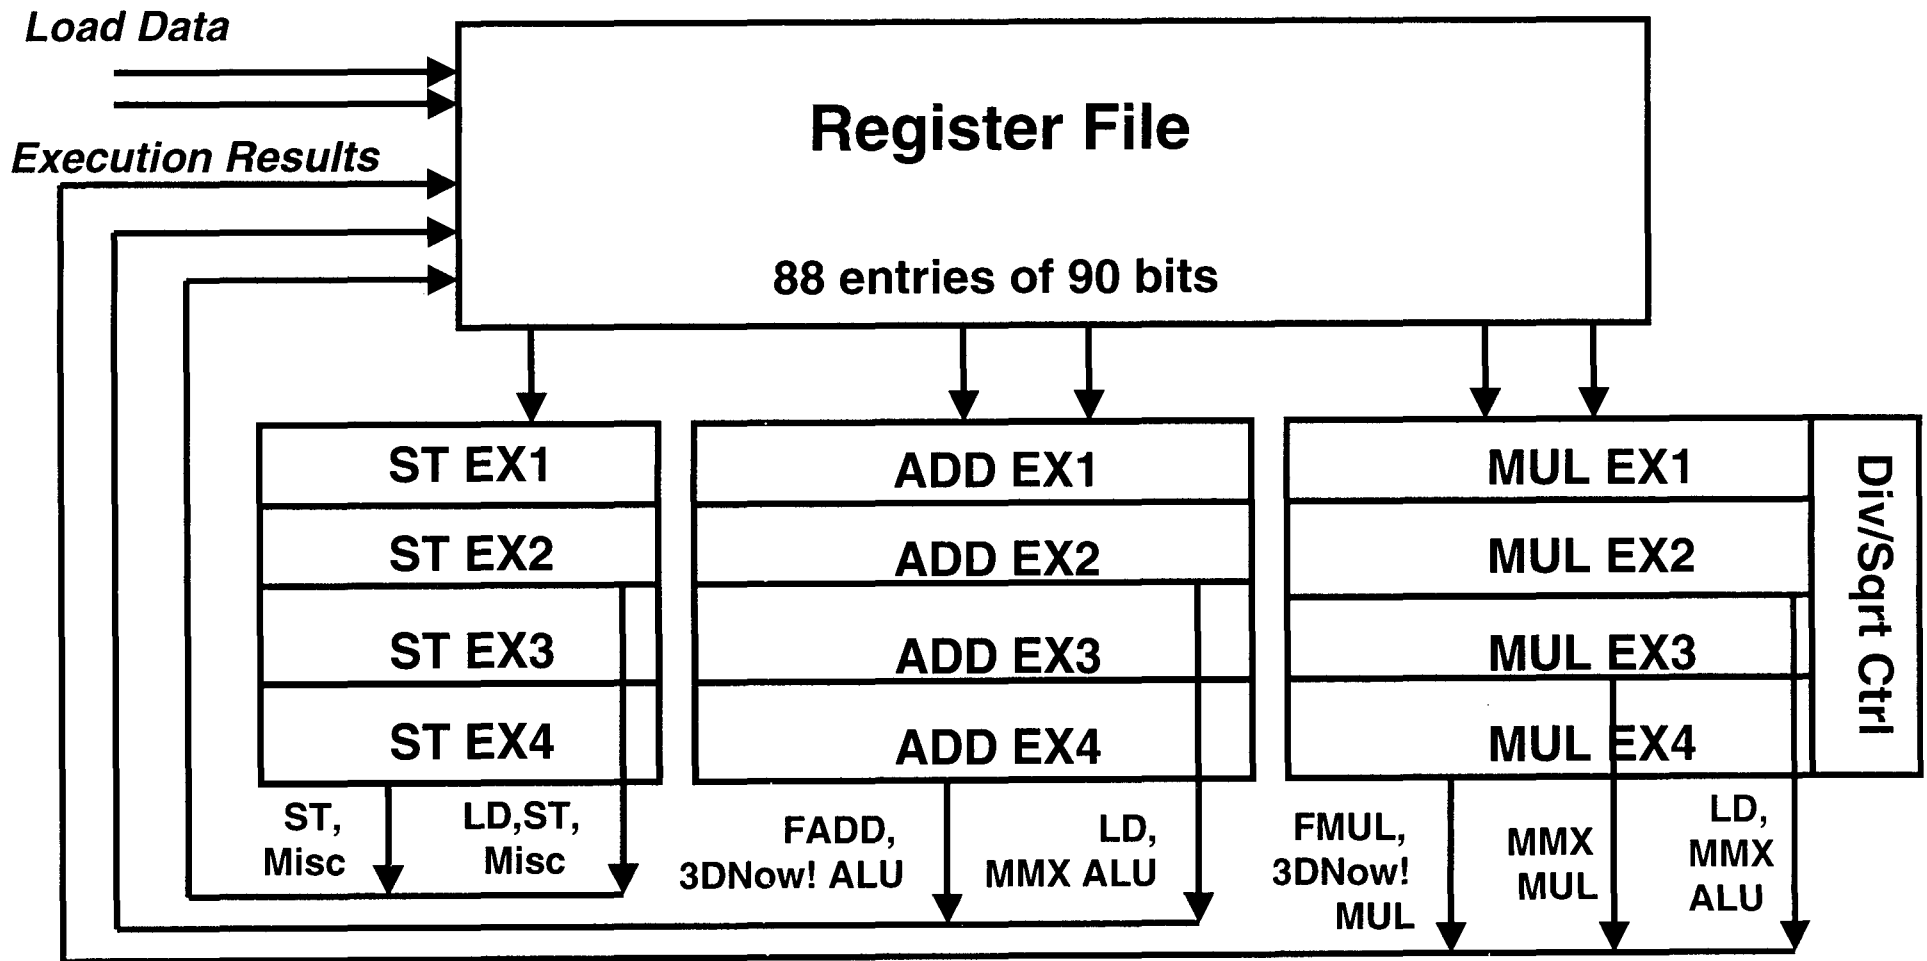 Load Data
Register File
Execution Results
88 entries of 90 bits
ST EX1
ST EX2
ST EX3
ST EX4
ADD EX1
ADD EX2
ADD EX3
ADD EX4
MUL EX1
MUL EX2
MUL EX3
MUL EX4
Div/Sqrt Ctrl
ST,
Misc
LD,ST,
Misc
FADD,
3DNow! ALU
LD,
MMX ALU
FMUL,
3DNow!
MUL
MMX
MUL
LD,
MMX
ALU